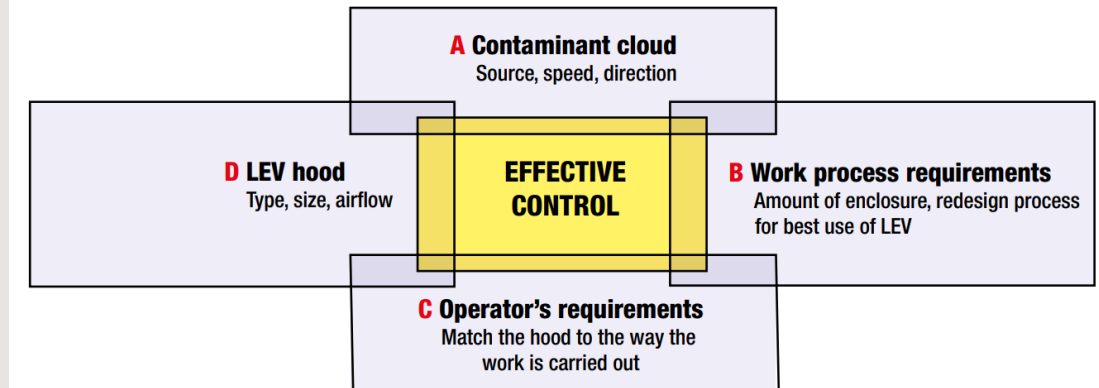 A Contaminant cloud
Source, speed, direction
D LEV hood
Type, size, airflow
EFFECTIVE
CONTROL
B Work process requirements
Amount of enclosure, redesign process
for best use of LEV
C Operator’s requirements
Match the hood to the way the
work is carried out